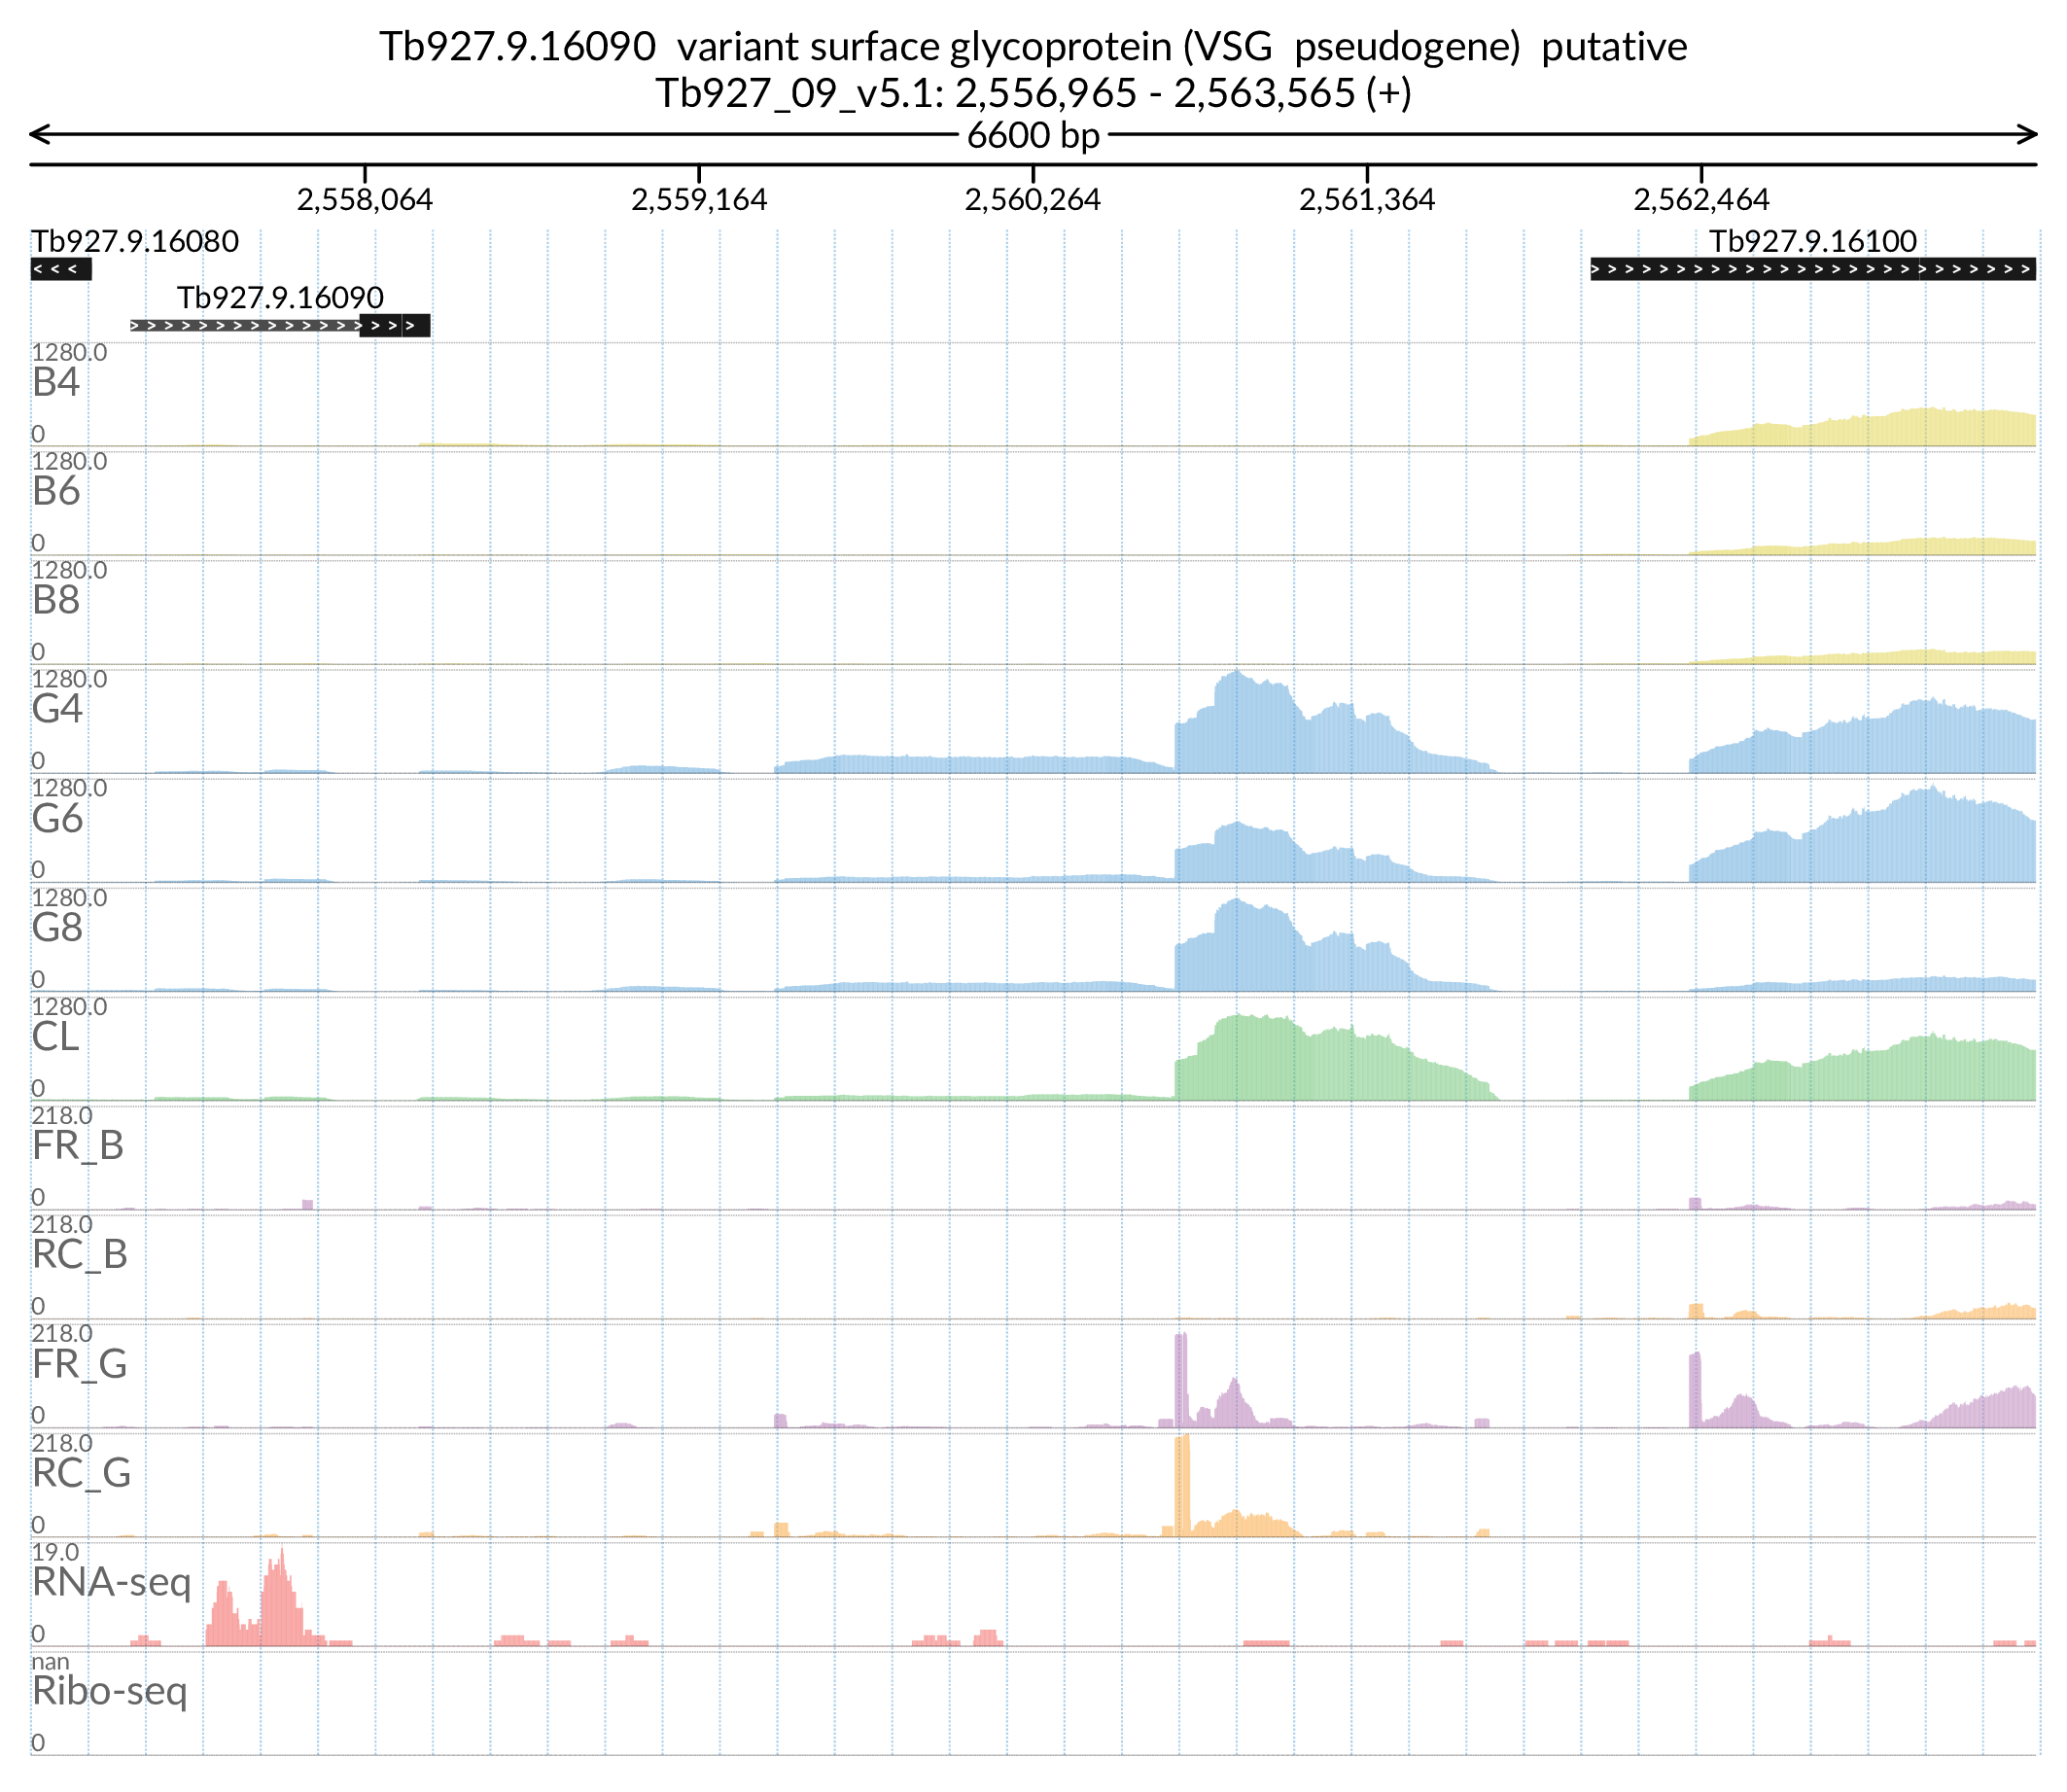 Tb927.9.16090 variant surface glycoprotein (VSG pseudogene) putative
Tb927_09_v5.1: 2,556,965 - 2,563,565 (+)
6600 bp
2,558,064 2,559,164 2,560,264 2,561,364 2,562,464
Tb927.9.16080 Tb927.9.16100
Tb927.9.16090
1280.0
B4
0
1280.0
B6
0
1280.0
B8
0
1280.0
G4
0
1280.0
G6
0
1280.0
G8
0
1280.0
CL
0
218.0
FR_B
0
218.0
RC_B
0
218.0
FR_G
0
218.0
RC_G
0
19.0
RNA-seq
0
nan
Ribo-seq
0